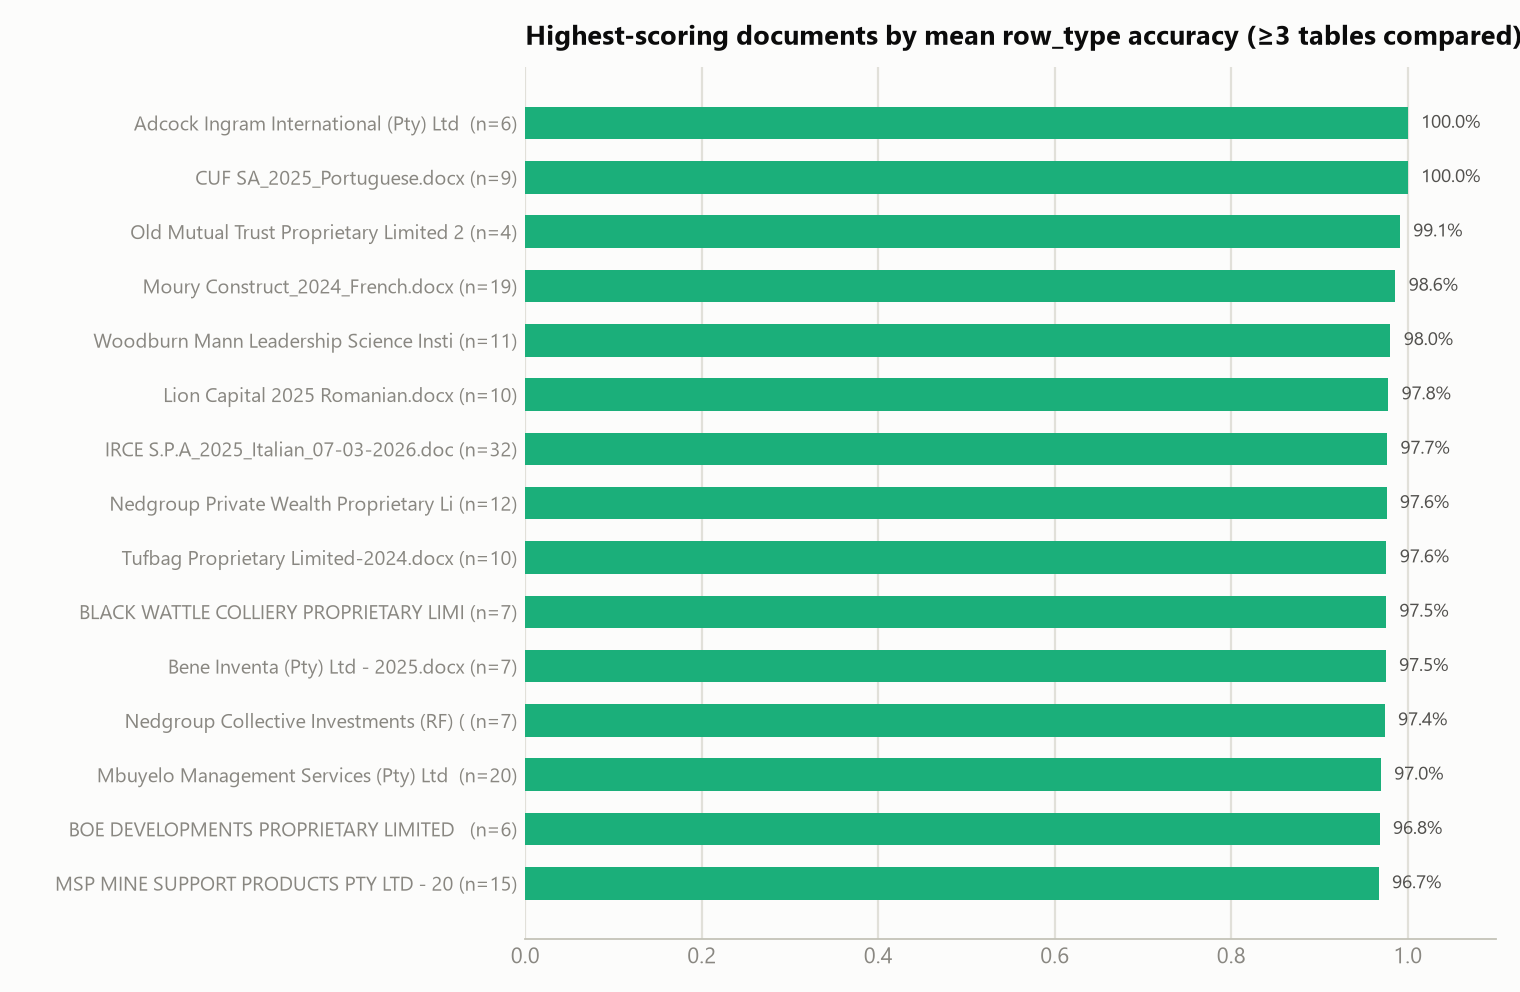 Highest-scoring documents by mean row_type accuracy (≥3 tables compared)
Adcock Ingram International (Pty) Ltd  (n=6) 100.0%
CUF SA_2025_Portuguese.docx (n=9) 100.0%
Old Mutual Trust Proprietary Limited 2 (n=4) 99.1%
Moury Construct_2024_French.docx (n=19) 98.6%
Woodburn Mann Leadership Science Insti (n=11) 98.0%
Lion Capital 2025 Romanian.docx (n=10) 97.8%
IRCE S.P.A_2025_Italian_07-03-2026.doc (n=32) 97.7%
Nedgroup Private Wealth Proprietary Li (n=12) 97.6%
Tufbag Proprietary Limited-2024.docx (n=10) 97.6%
BLACK WATTLE COLLIERY PROPRIETARY LIMI (n=7) 97.5%
Bene Inventa (Pty) Ltd - 2025.docx (n=7) 97.5%
Nedgroup Collective Investments (RF) ( (n=7) 97.4%
Mbuyelo Management Services (Pty) Ltd  (n=20) 97.0%
BOE DEVELOPMENTS PROPRIETARY LIMITED   (n=6) 96.8%
MSP MINE SUPPORT PRODUCTS PTY LTD - 20 (n=15) 96.7%
0.0 0.2 0.4 0.6 0.8 1.0